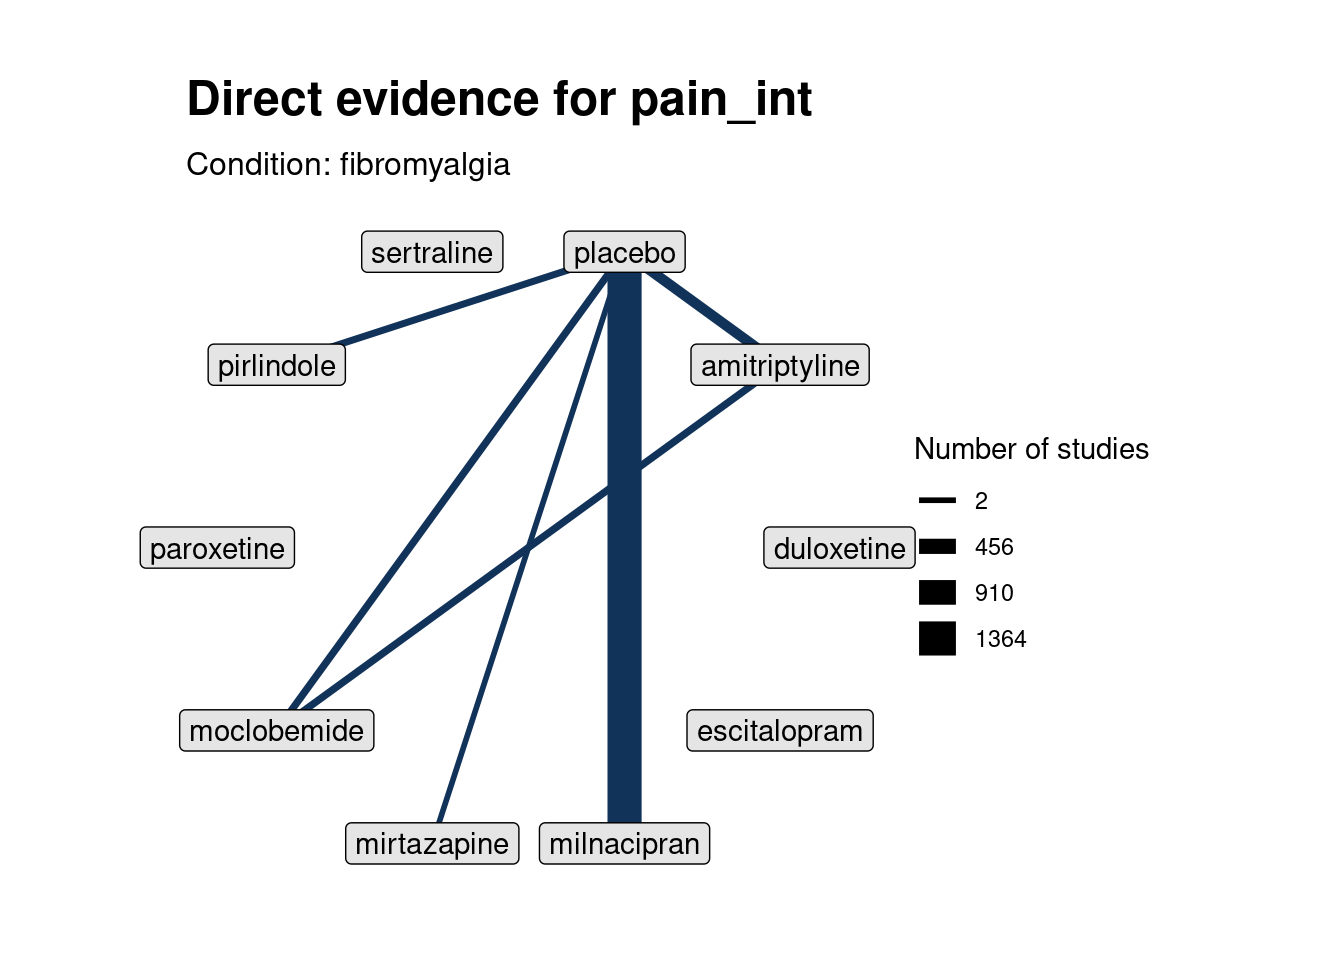 Direct evidence for pain_int
Condition: fibromyalgia
sertraline
placebo
pirlindole
amitriptyline
paroxetine
duloxetine
moclobemide
escitalopram
mirtazapine
milnacipran
Number of studies
2
456
910
1364